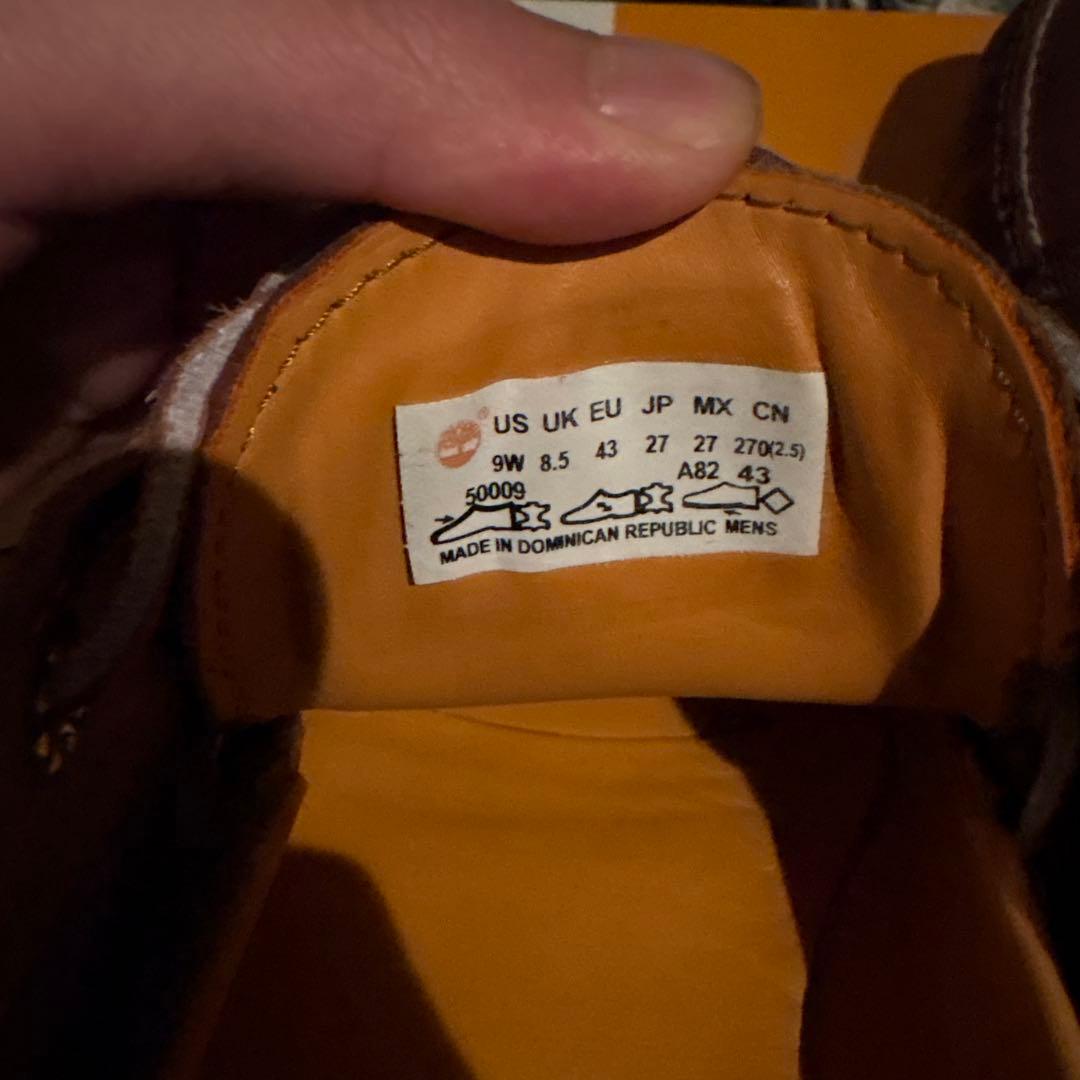 ® US UK EU JP MX CN
9W 8.5 43 27 27 270(2.5)
50009 A82 43
MADE IN DOMINICAN REPUBLIC MENS